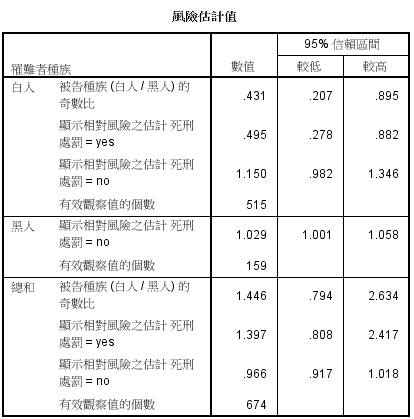 風險估計值
95% 信賴區間
罹難者種族 數值 較低 較高
白人 被告種族 (白人 / 黑人) 的
奇數比 .431 .207 .895
顯示相對風險之估計 死刑
處罰 = yes .495 .278 .882
顯示相對風險之估計 死刑
處罰 = no 1.150 .982 1.346
有效觀察值的個數 515
黑人 顯示相對風險之估計 死刑
處罰 = no 1.029 1.001 1.058
有效觀察值的個數 159
總和 被告種族 (白人 / 黑人) 的
奇數比 1.446 .794 2.634
顯示相對風險之估計 死刑
處罰 = yes 1.397 .808 2.417
顯示相對風險之估計 死刑
處罰 = no .966 .917 1.018
有效觀察值的個數 674